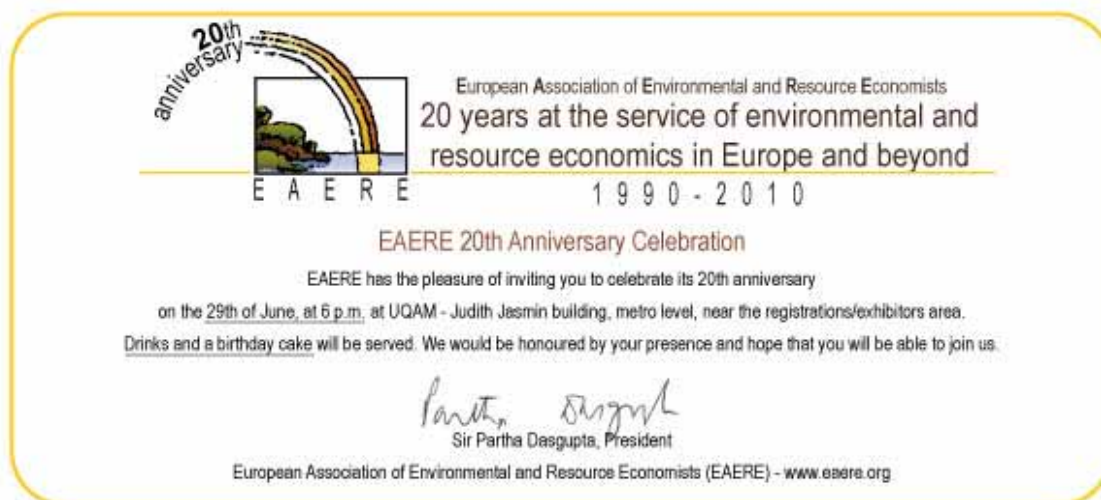 20th
anniversary
E A E R E
European Association of Environmental and Resource Economists
20 years at the service of environmental and
resource economics in Europe and beyond
1990-2010
EAERE 20th Anniversary Celebration
EAERE has the pleasure of inviting you to celebrate its 20th anniversary
on the 29th of June, at 6 p.m. at UQAM - Judith Jasmin building, metro level, near the registrations/exhibitors area.
Drinks and a birthday cake will be served. We would be honoured by your presence and hope that you will be able to join us.
Partha Dasgupta
Sir Partha Dasgupta, President
European Association of Environmental and Resource Economists (EAERE) - www.eaere.org